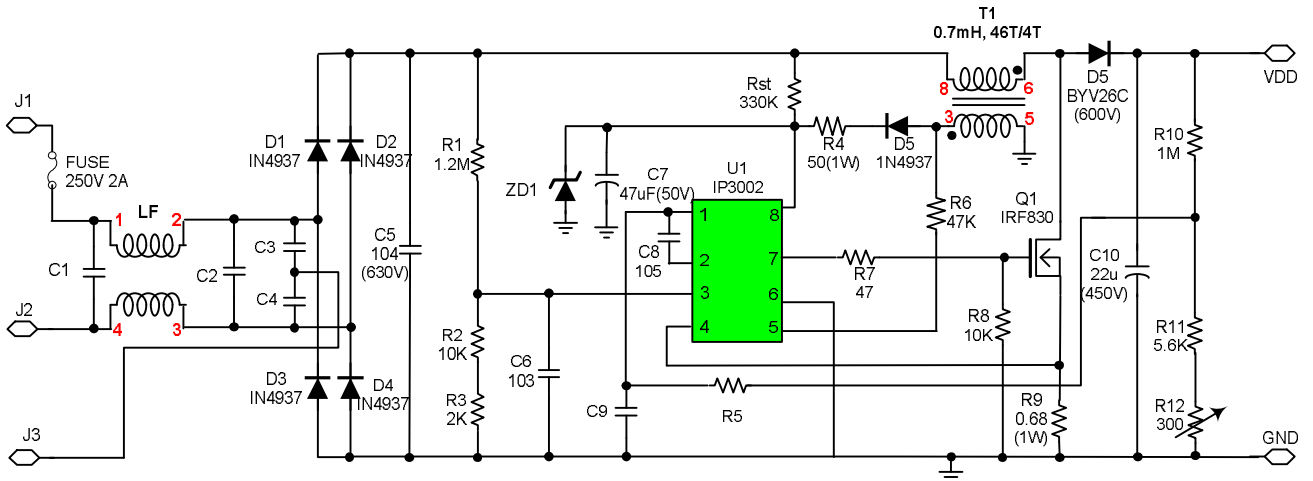 T1
0.7mH, 46T/4T
8
6
3
5
D5
BYV26C
(600V)
VDD
J1
FUSE
250V 2A
D1
IN4937
D2
IN4937
R1
1.2M
Rst
330K
R4
50(1W)
D5
1N4937
R10
1M
LF
1
2
4
3
C1
C2
C3
C4
C5
104
(630V)
ZD1
C7
47uF(50V)
U1
IP3002
1
2
3
4
8
7
6
5
C8
105
R6
47K
Q1
IRF830
R7
47
C10
22u
(450V)
J2
R2
10K
C6
103
R8
10K
R11
5.6K
D3
IN4937
D4
IN4937
R3
2K
C9
R5
R9
0.68
(1W)
R12
300
J3
GND